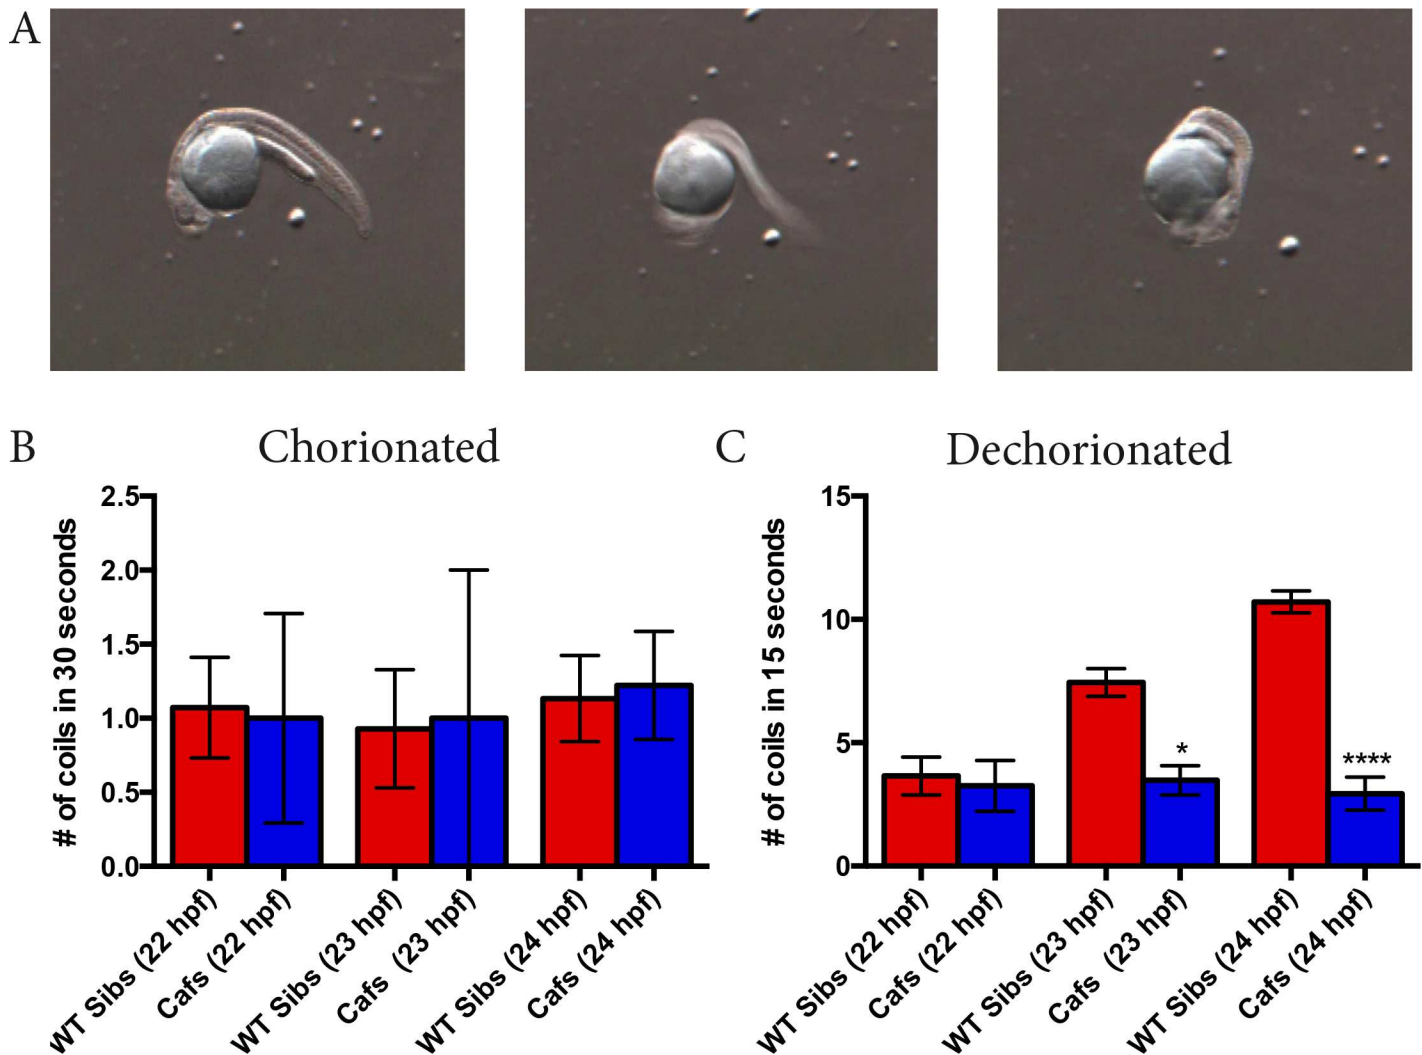 A
B
Chorionated
# of coils in 30 seconds
2.5
2.0
1.5
1.0
0.5
0.0
WT Sibs (22 hpf)
Cafs (22 hpf)
WT Sibs (23 hpf)
Cafs (23 hpf)
WT Sibs (24 hpf)
Cafs (24 hpf)
C
Dechorionated
# of coils in 15 seconds
15
10
5
0
*
****
WT Sibs (22 hpf)
Cafs (22 hpf)
WT Sibs (23 hpf)
Cafs (23 hpf)
WT Sibs (24 hpf)
Cafs (24 hpf)